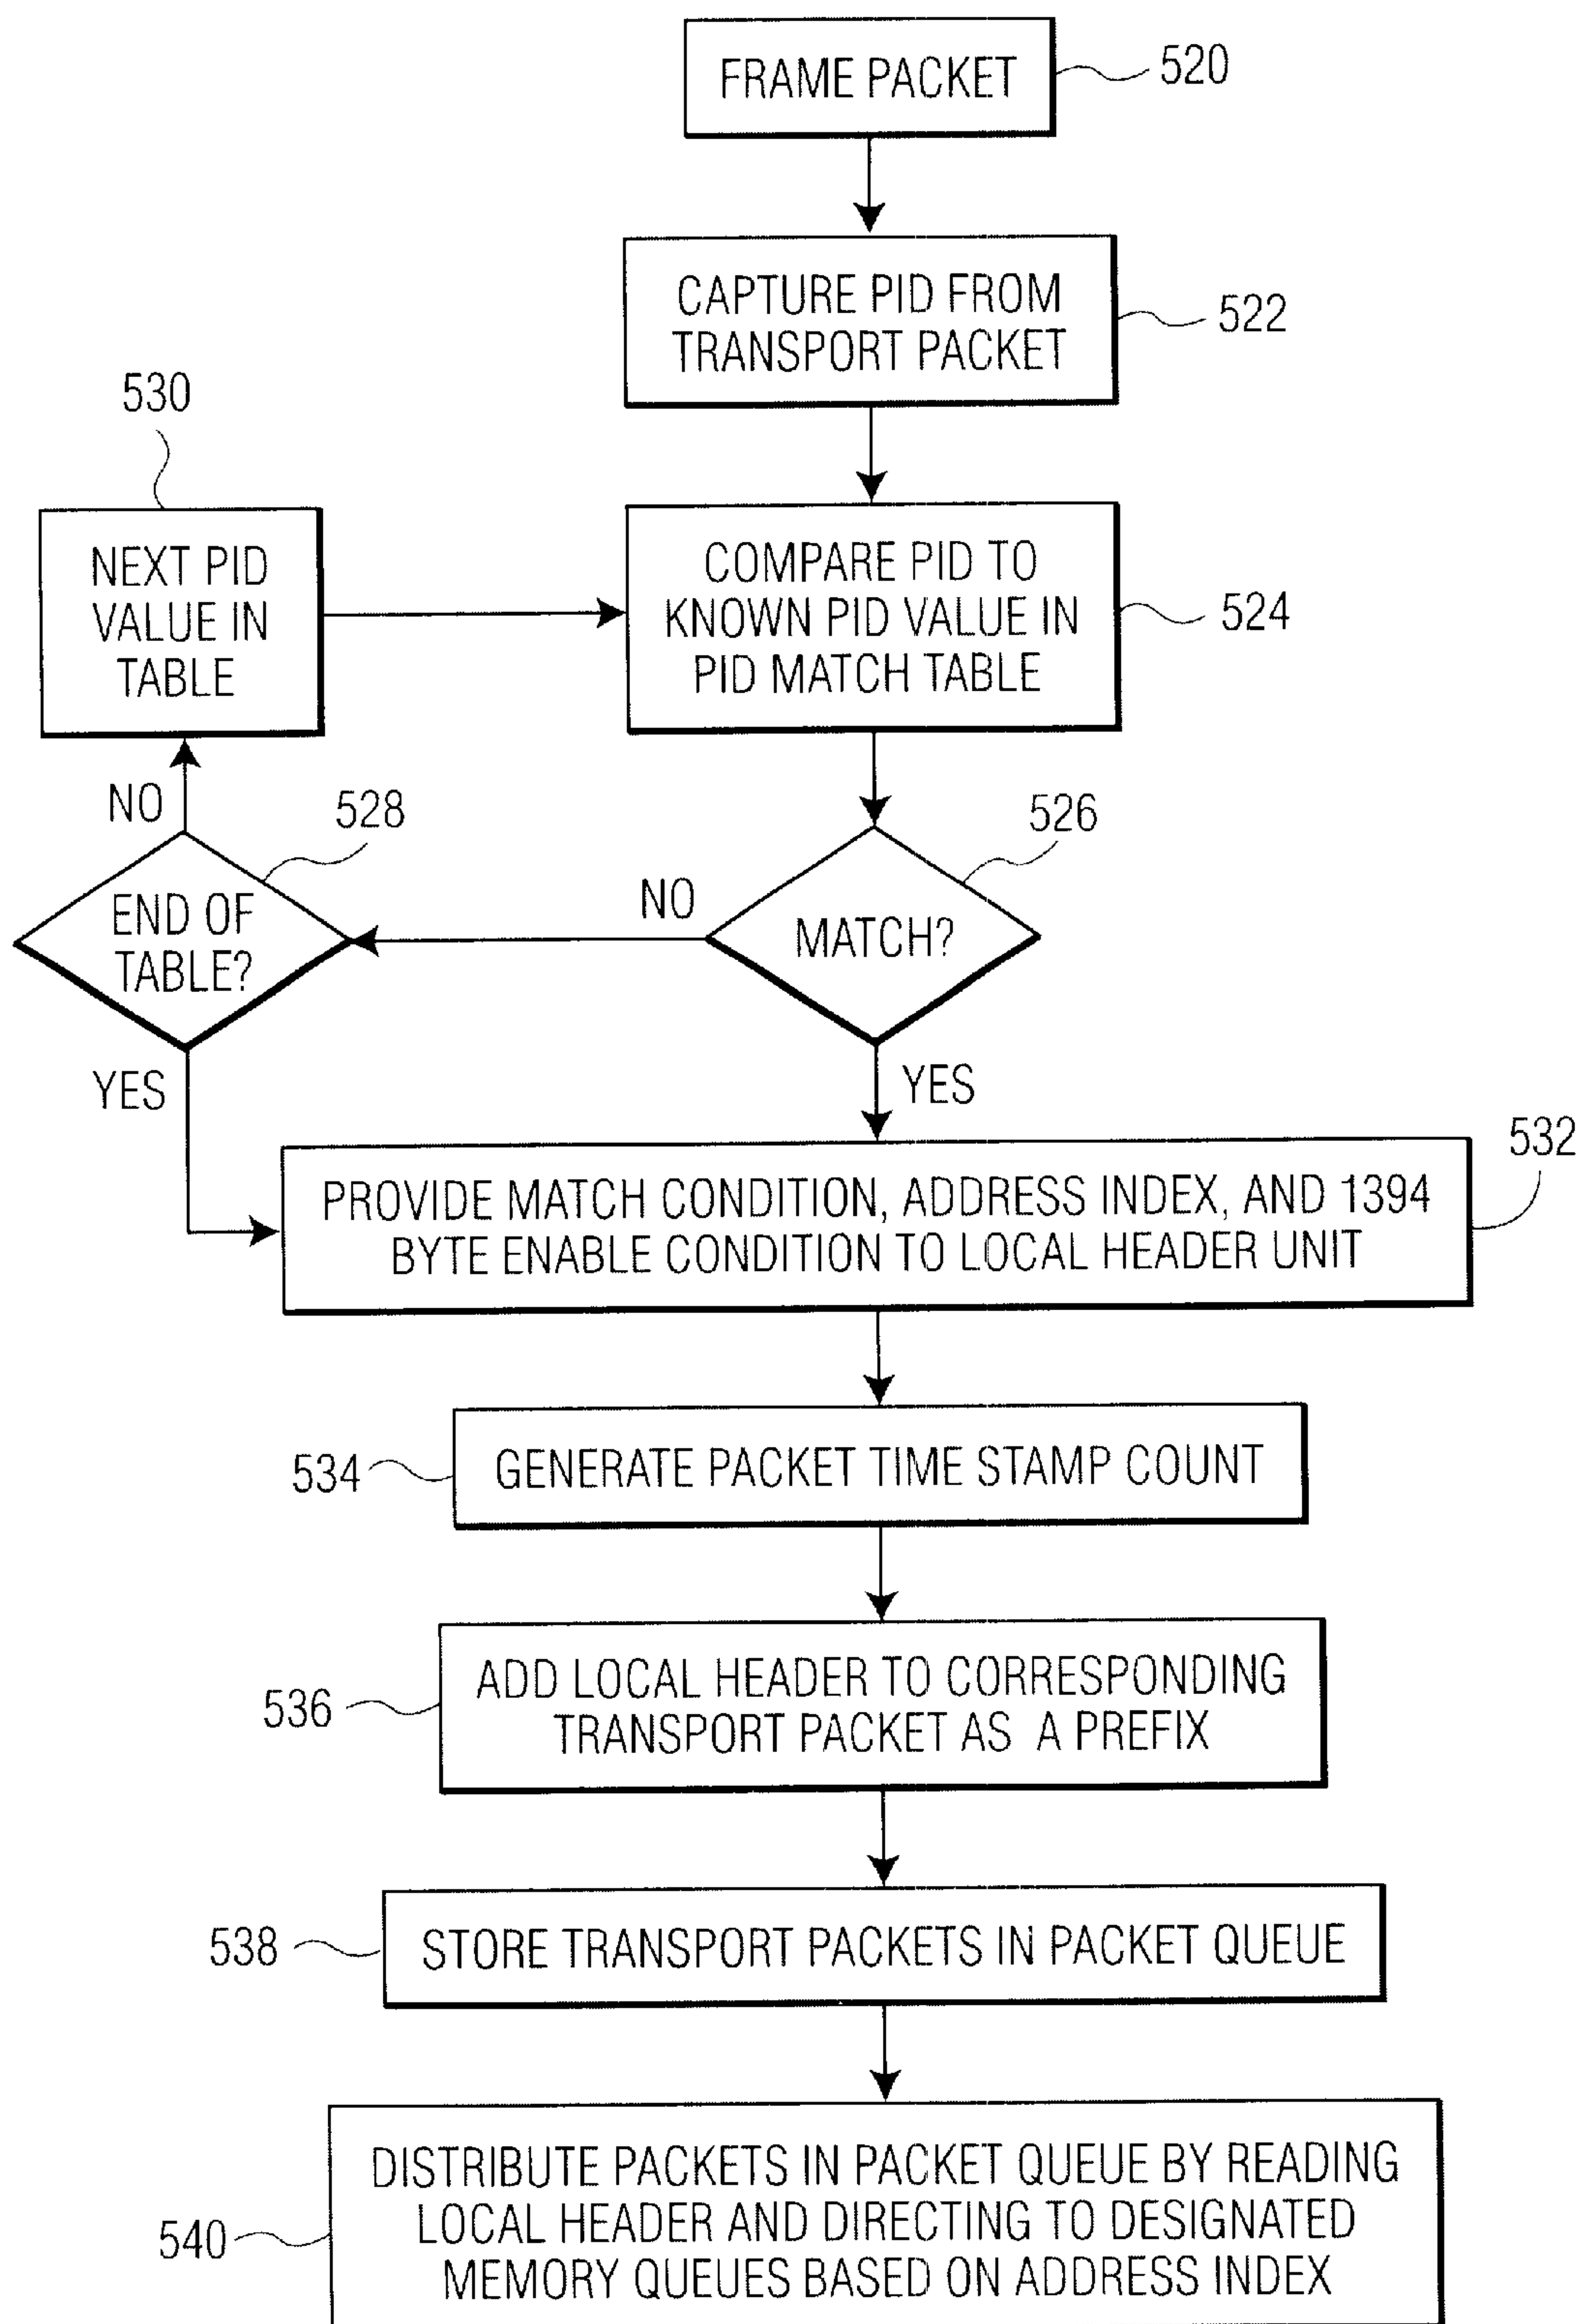 FRAME PACKET
520
CAPTURE PID FROM
TRANSPORT PACKET
522
530
NEXT PID
VALUE IN
TABLE
COMPARE PID TO
KNOWN PID VALUE IN
PID MATCH TABLE
524
NO
528
526
END OF
TABLE?
NO
MATCH?
YES
YES
532
PROVIDE MATCH CONDITION, ADDRESS INDEX, AND 1394
BYTE ENABLE CONDITION TO LOCAL HEADER UNIT
534
GENERATE PACKET TIME STAMP COUNT
536
ADD LOCAL HEADER TO CORRESPONDING
TRANSPORT PACKET AS A PREFIX
538
STORE TRANSPORT PACKETS IN PACKET QUEUE
540
DISTRIBUTE PACKETS IN PACKET QUEUE BY READING
LOCAL HEADER AND DIRECTING TO DESIGNATED
MEMORY QUEUES BASED ON ADDRESS INDEX